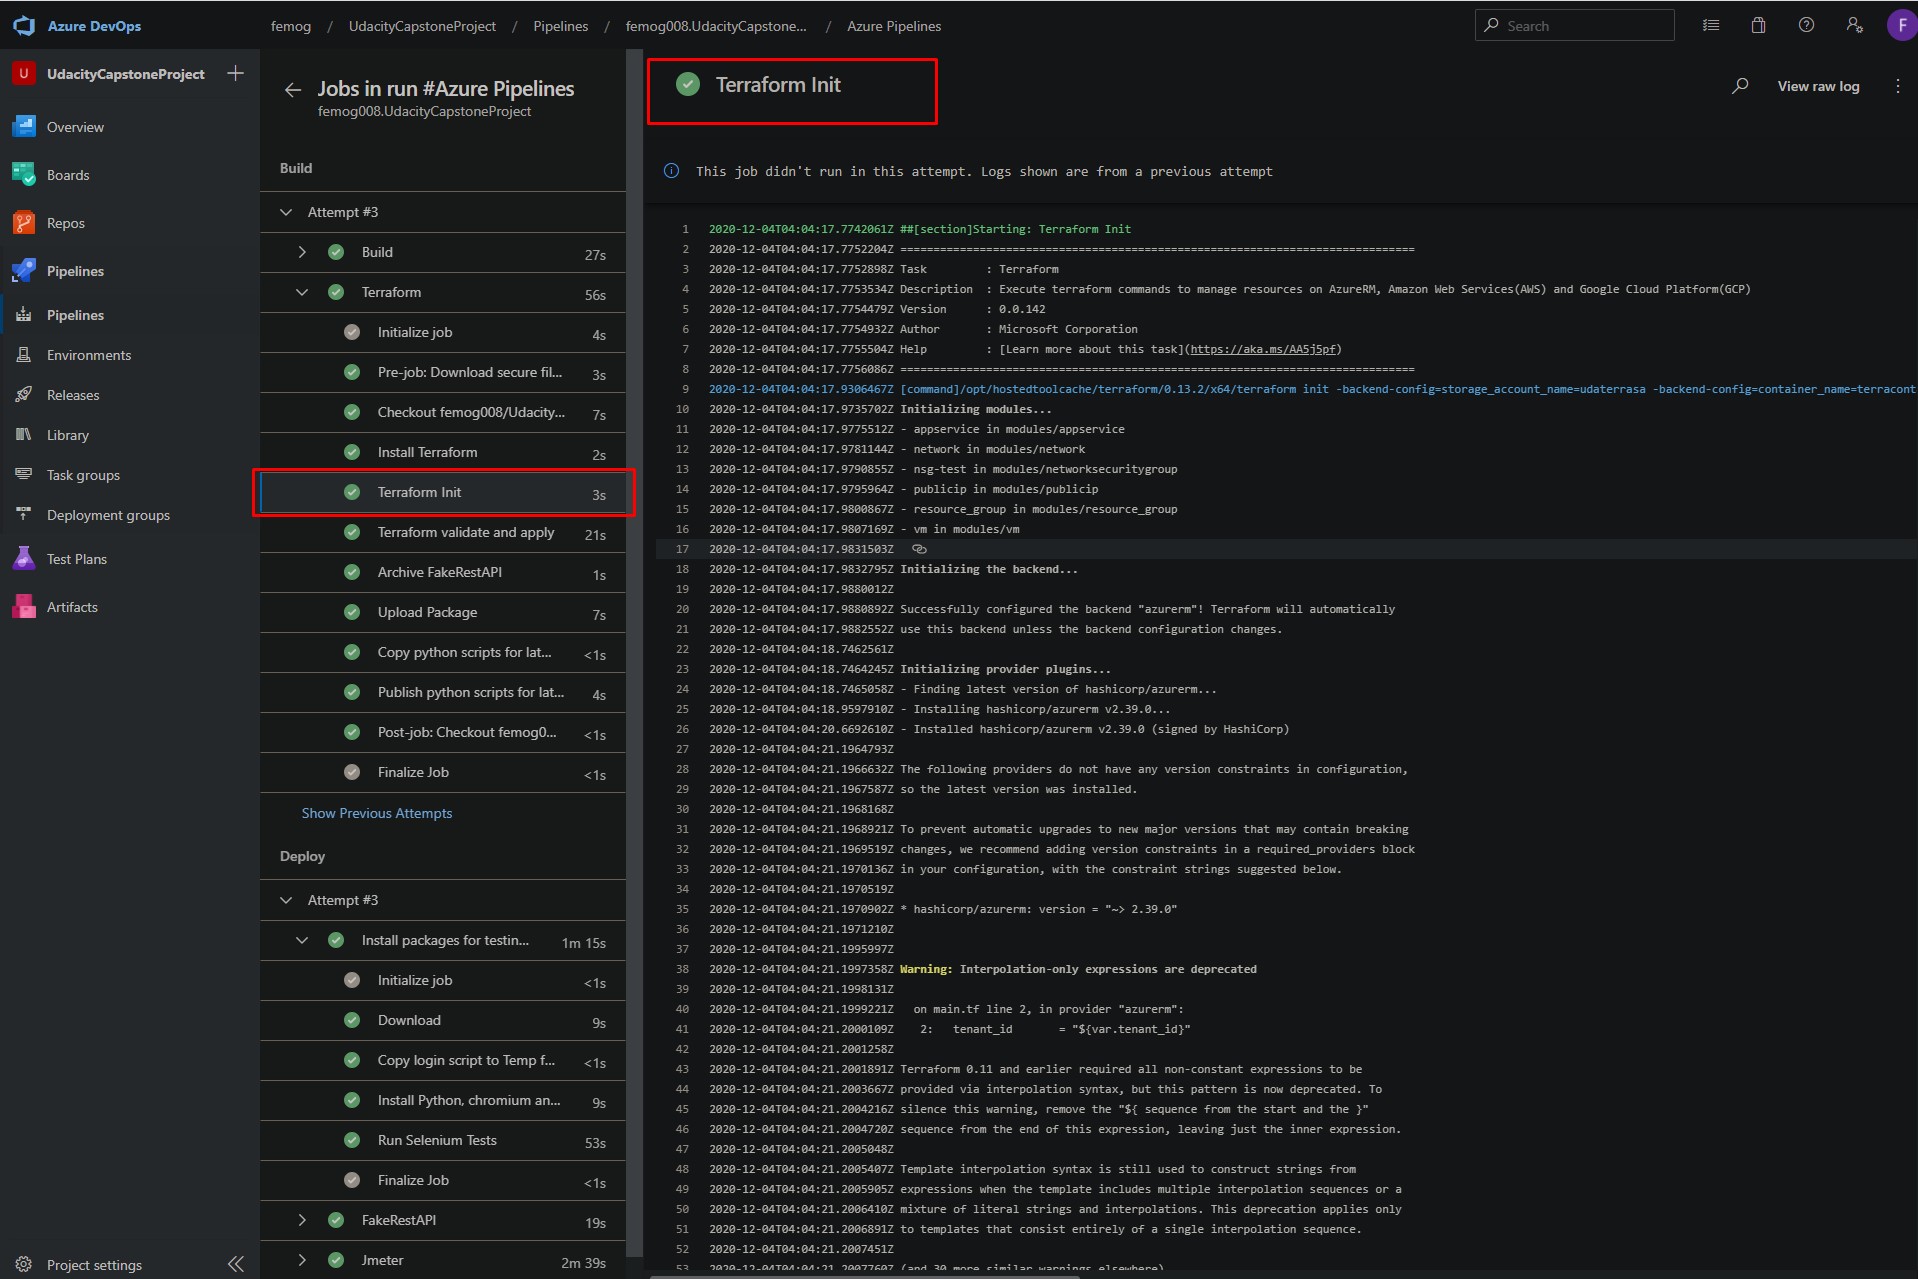 Azure DevOps
femog / UdacityCapstoneProject / Pipelines / femog008.UdacityCapstone... / Azure Pipelines
Search
F
U UdacityCapstoneProject
Overview
Boards
Repos
Pipelines
Pipelines
Environments
Releases
Library
Task groups
Deployment groups
Test Plans
Artifacts
Project settings
Jobs in run #Azure Pipelines
femog008.UdacityCapstoneProject
Build
Attempt #3
Build 27s
Terraform 56s
Initialize job 4s
Pre-job: Download secure fil... 3s
Checkout femog008/Udacity... 7s
Install Terraform 2s
Terraform Init 3s
Terraform validate and apply 21s
Archive FakeRestAPI 1s
Upload Package 7s
Copy python scripts for lat... <1s
Publish python scripts for lat... 4s
Post-job: Checkout femog0... <1s
Finalize Job <1s
Show Previous Attempts
Deploy
Attempt #3
Install packages for testin... 1m 15s
Initialize job <1s
Download 9s
Copy login script to Temp f... <1s
Install Python, chromium an... 9s
Run Selenium Tests 53s
Finalize Job <1s
FakeRestAPI 19s
Jmeter 2m 39s
Terraform Init
View raw log
This job didn't run in this attempt. Logs shown are from a previous attempt
1 2020-12-04T04:04:17.7742061Z ##[section]Starting: Terraform Init
2 2020-12-04T04:04:17.7752204Z ==============================================================================
3 2020-12-04T04:04:17.7752898Z Task         : Terraform
4 2020-12-04T04:04:17.7753534Z Description  : Execute terraform commands to manage resources on AzureRM, Amazon Web Services(AWS) and Google Cloud Platform(GCP)
5 2020-12-04T04:04:17.7754479Z Version      : 0.0.142
6 2020-12-04T04:04:17.7754932Z Author       : Microsoft Corporation
7 2020-12-04T04:04:17.7755504Z Help         : [Learn more about this task](https://aka.ms/AA5j5pf)
8 2020-12-04T04:04:17.7756086Z ==============================================================================
9 2020-12-04T04:04:17.9306467Z [command]/opt/hostedtoolcache/terraform/0.13.2/x64/terraform init -backend-config=storage_account_name=udaterrasa -backend-config=container_name=terracont
10 2020-12-04T04:04:17.9735702Z Initializing modules...
11 2020-12-04T04:04:17.9775512Z - appservice in modules/appservice
12 2020-12-04T04:04:17.9781144Z - network in modules/network
13 2020-12-04T04:04:17.9790855Z - nsg-test in modules/networksecuritygroup
14 2020-12-04T04:04:17.9795964Z - publicip in modules/publicip
15 2020-12-04T04:04:17.9800867Z - resource_group in modules/resource_group
16 2020-12-04T04:04:17.9807169Z - vm in modules/vm
17 2020-12-04T04:04:17.9831503Z
18 2020-12-04T04:04:17.9832795Z Initializing the backend...
19 2020-12-04T04:04:17.9880012Z
20 2020-12-04T04:04:17.9880892Z Successfully configured the backend "azurerm"! Terraform will automatically
21 2020-12-04T04:04:17.9882552Z use this backend unless the backend configuration changes.
22 2020-12-04T04:04:18.7462561Z
23 2020-12-04T04:04:18.7464245Z Initializing provider plugins...
24 2020-12-04T04:04:18.7465058Z - Finding latest version of hashicorp/azurerm...
25 2020-12-04T04:04:18.9597910Z - Installing hashicorp/azurerm v2.39.0...
26 2020-12-04T04:04:20.6692610Z - Installed hashicorp/azurerm v2.39.0 (signed by HashiCorp)
27 2020-12-04T04:04:21.1964793Z
28 2020-12-04T04:04:21.1966632Z The following providers do not have any version constraints in configuration,
29 2020-12-04T04:04:21.1967587Z so the latest version was installed.
30 2020-12-04T04:04:21.1968168Z
31 2020-12-04T04:04:21.1968921Z To prevent automatic upgrades to new major versions that may contain breaking
32 2020-12-04T04:04:21.1969519Z changes, we recommend adding version constraints in a required_providers block
33 2020-12-04T04:04:21.1970136Z in your configuration, with the constraint strings suggested below.
34 2020-12-04T04:04:21.1970519Z
35 2020-12-04T04:04:21.1970902Z * hashicorp/azurerm: version = "~> 2.39.0"
36 2020-12-04T04:04:21.1971210Z
37 2020-12-04T04:04:21.1995997Z
38 2020-12-04T04:04:21.1997358Z Warning: Interpolation-only expressions are deprecated
39 2020-12-04T04:04:21.1998131Z
40 2020-12-04T04:04:21.1999221Z   on main.tf line 2, in provider "azurerm":
41 2020-12-04T04:04:21.2000109Z    2:   tenant_id       = "${var.tenant_id}"
42 2020-12-04T04:04:21.2001258Z
43 2020-12-04T04:04:21.2001891Z Terraform 0.11 and earlier required all non-constant expressions to be
44 2020-12-04T04:04:21.2003667Z provided via interpolation syntax, but this pattern is now deprecated. To
45 2020-12-04T04:04:21.2004216Z silence this warning, remove the "${ sequence from the start and the }"
46 2020-12-04T04:04:21.2004720Z sequence from the end of this expression, leaving just the inner expression.
47 2020-12-04T04:04:21.2005048Z
48 2020-12-04T04:04:21.2005407Z Template interpolation syntax is still used to construct strings from
49 2020-12-04T04:04:21.2005905Z expressions when the template includes multiple interpolation sequences or a
50 2020-12-04T04:04:21.2006410Z mixture of literal strings and interpolations. This deprecation applies only
51 2020-12-04T04:04:21.2006891Z to templates that consist entirely of a single interpolation sequence.
52 2020-12-04T04:04:21.2007451Z
53 2020-12-04T04:04:21.2007760Z (and 30 more similar warnings elsewhere)